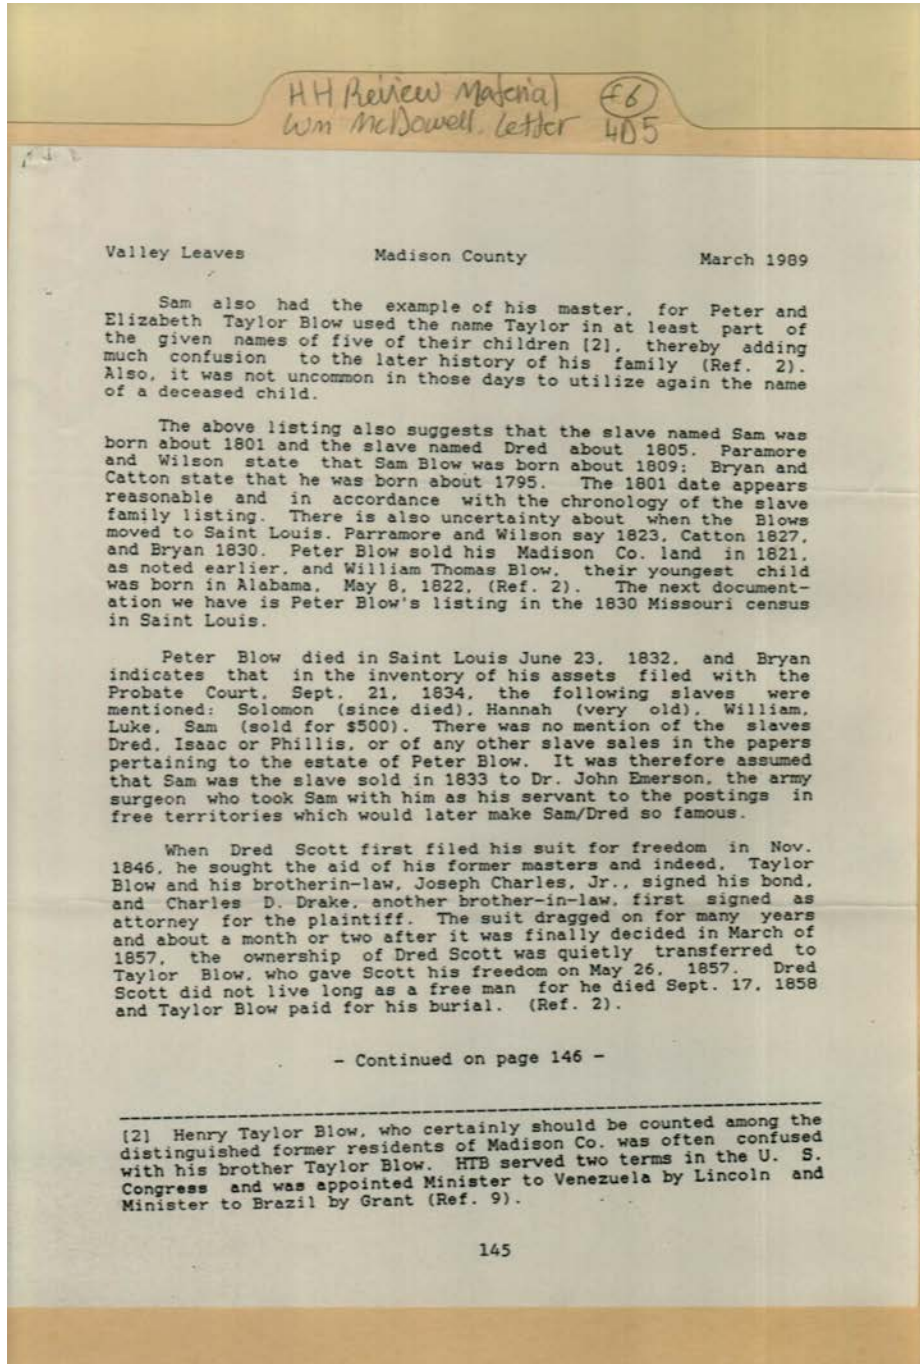 HH Review Material F6
Wm McDowell Letter 4D5
Valley Leaves Madison County March 1989
Sam also had the example of his master, for Peter and
Elizabeth Taylor Blow used the name Taylor in at least part of
the given names of five of their children [2], thereby adding
much confusion to the later history of his family (Ref. 2).
Also, it was not uncommon in those days to utilize again the name
of a deceased child.
The above listing also suggests that the slave named Sam was
born about 1801 and the slave named Dred about 1805. Paramore
and Wilson state that Sam Blow was born about 1809; Bryan and
Catton state that he was born about 1795. The 1801 date appears
reasonable and in accordance with the chronology of the slave
family listing. There is also uncertainty about when the Blows
moved to Saint Louis. Parramore and Wilson say 1823, Catton 1827,
and Bryan 1830. Peter Blow sold his Madison Co. land in 1821,
as noted earlier, and William Thomas Blow, their youngest child
was born in Alabama, May 8, 1822, (Ref. 2). The next document-
ation we have is Peter Blow's listing in the 1830 Missouri census
in Saint Louis.
Peter Blow died in Saint Louis June 23, 1832, and Bryan
indicates that in the inventory of his assets filed with the
Probate Court, Sept. 21, 1834, the following slaves were
mentioned: Solomon (since died), Hannah (very old), William,
Luke, Sam (sold for $500). There was no mention of the slaves
Dred, Isaac or Phillis, or of any other slave sales in the papers
pertaining to the estate of Peter Blow. It was therefore assumed
that Sam was the slave sold in 1833 to Dr. John Emerson, the army
surgeon who took Sam with him as his servant to the postings in
free territories which would later make Sam/Dred so famous.
When Dred Scott first filed his suit for freedom in Nov.
1846, he sought the aid of his former masters and indeed, Taylor
Blow and his brotherin-law, Joseph Charles, Jr., signed his bond,
and Charles D. Drake, another brother-in-law, first signed as
attorney for the plaintiff. The suit dragged on for many years
and about a month or two after it was finally decided in March of
1857, the ownership of Dred Scott was quietly transferred to
Taylor Blow, who gave Scott his freedom on May 26, 1857. Dred
Scott did not live long as a free man for he died Sept. 17, 1858
and Taylor Blow paid for his burial. (Ref. 2).
- Continued on page 146 -
[2] Henry Taylor Blow, who certainly should be counted among the
distinguished former residents of Madison Co. was often confused
with his brother Taylor Blow. HTB served two terms in the U. S.
Congress and was appointed Minister to Venezuela by Lincoln and
Minister to Brazil by Grant (Ref. 9).
145